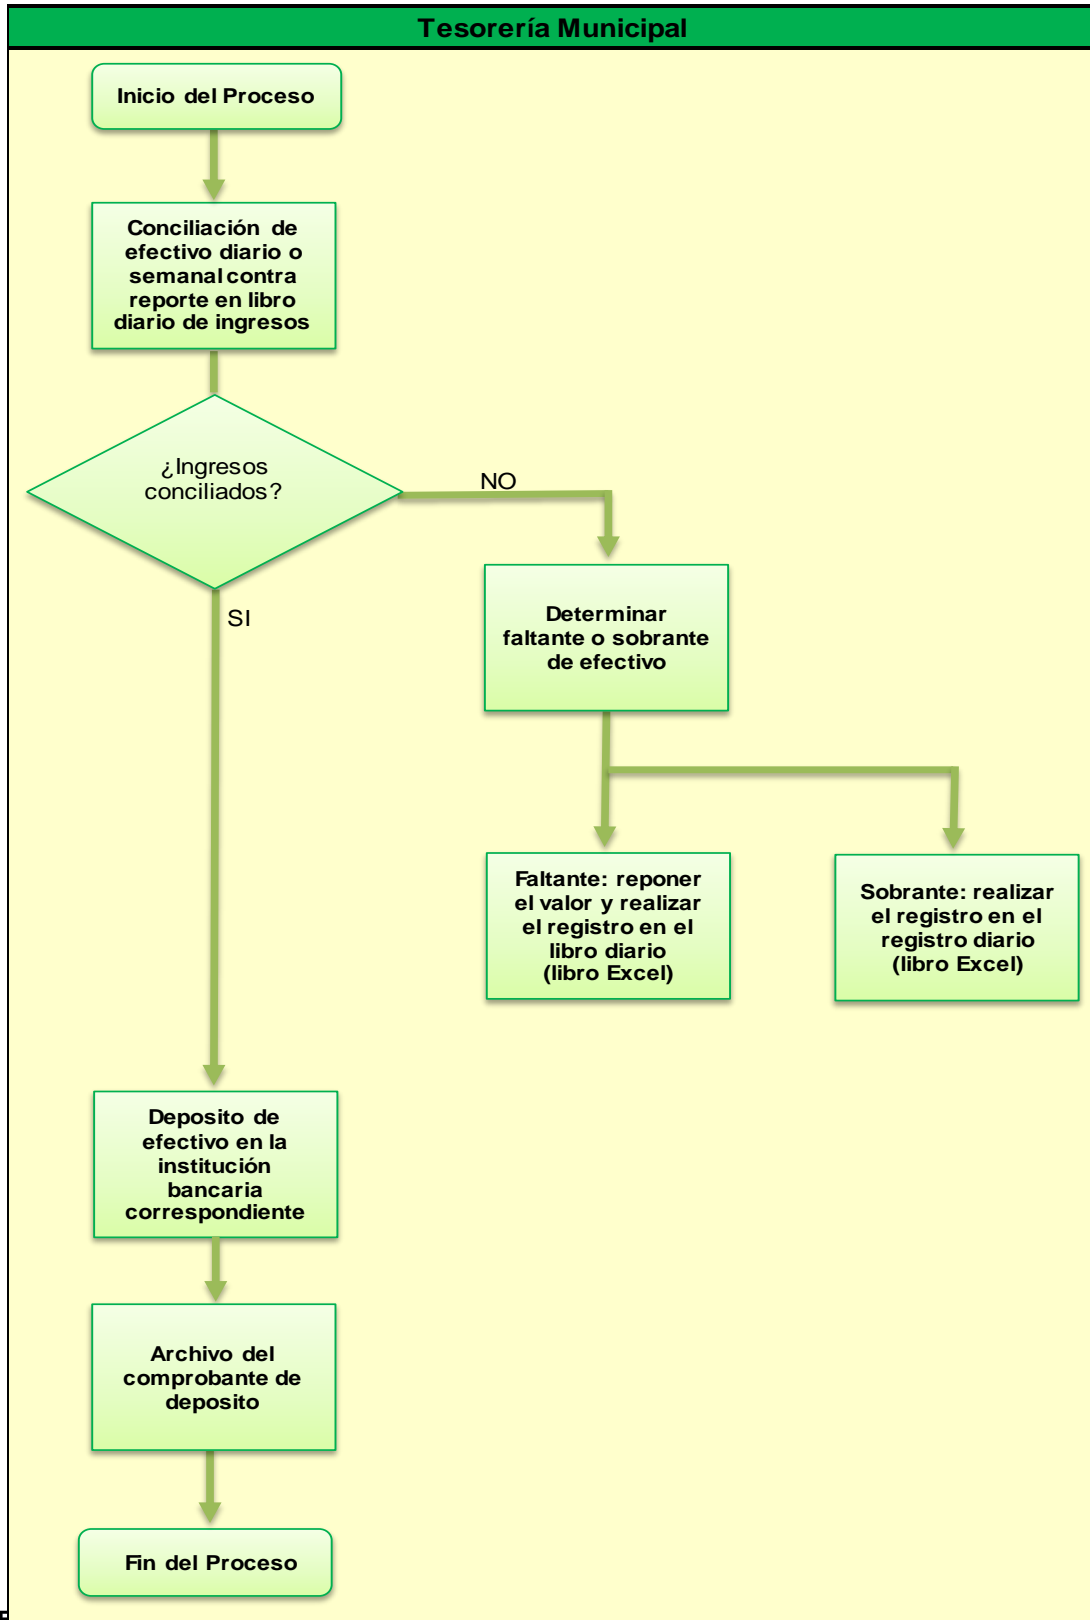 Tesorería Municipal
Inicio del Proceso
Conciliación de
efectivo diario o
semanal contra
reporte en libro
diario de ingresos
¿Ingresos
conciliados?
NO
SI
Determinar
faltante o sobrante
de efectivo
Faltante: reponer
el valor y realizar
el registro en el
libro diario
(libro Excel)
Sobrante: realizar
el registro en el
registro diario
(libro Excel)
Deposito de
efectivo en la
institución
bancaria
correspondiente
Archivo del
comprobante de
deposito
Fin del Proceso